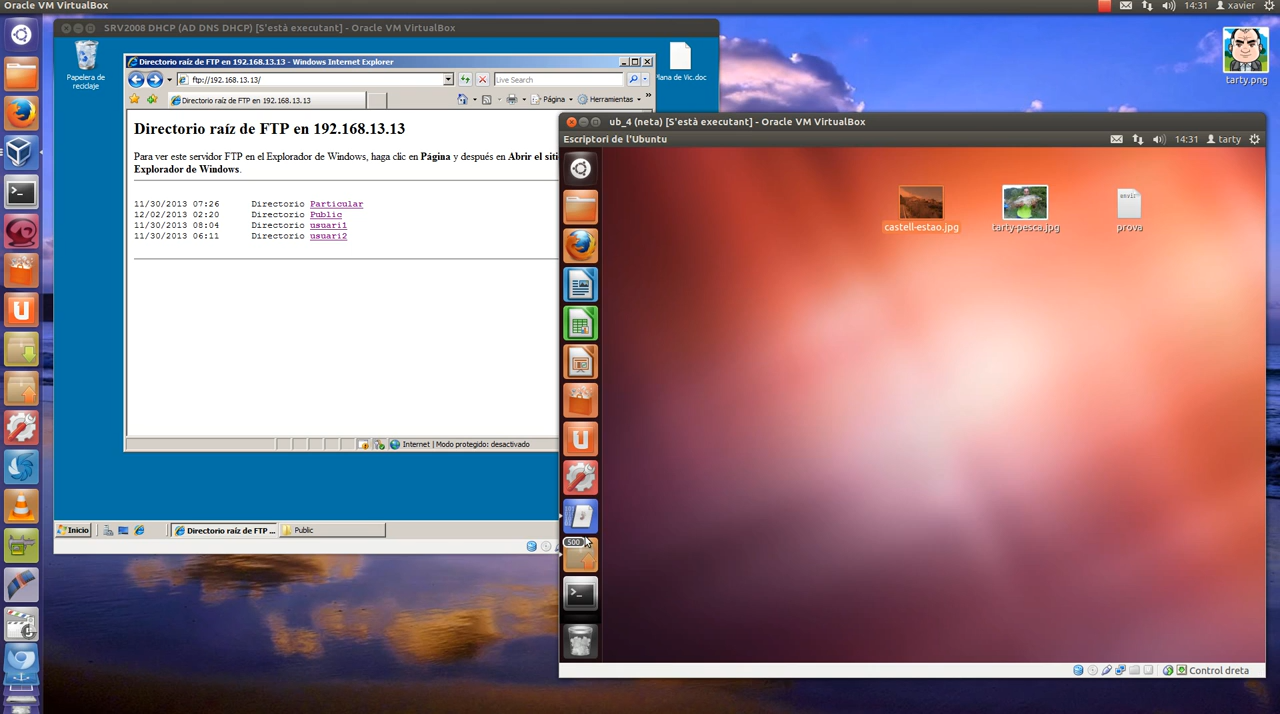 Oracle VM VirtualBox
14:31 xavier
SRV2008 DHCP (AD DNS DHCP) [S'està executant] - Oracle VM VirtualBox
Papelera de
reciclaje
Directorio raíz de FTP en 192.168.13.13 - Windows Internet Explorer
ftp://192.168.13.13/
Live Search
Directorio raíz de FTP en 192.168.13.13
Página
Herramientas
Directorio raíz de FTP en 192.168.13.13
Para ver este servidor FTP en el Explorador de Windows, haga clic en Página y después en Abrir el siti
Explorador de Windows.
11/30/2013 07:26 Directorio Particular
12/02/2013 02:20 Directorio Public
11/30/2013 08:04 Directorio usuari1
11/30/2013 06:11 Directorio usuari2
Internet | Modo protegido: desactivado
Inicio
Directorio raíz de FTP ...
Public
lana de Vic.doc
tarty.png
ub_4 (neta) [S'està executant] - Oracle VM VirtualBox
Escriptori de l'Ubuntu
14:31 tarty
castell-estao.jpg
tarty-pesca.jpg
prova
500
Control dreta